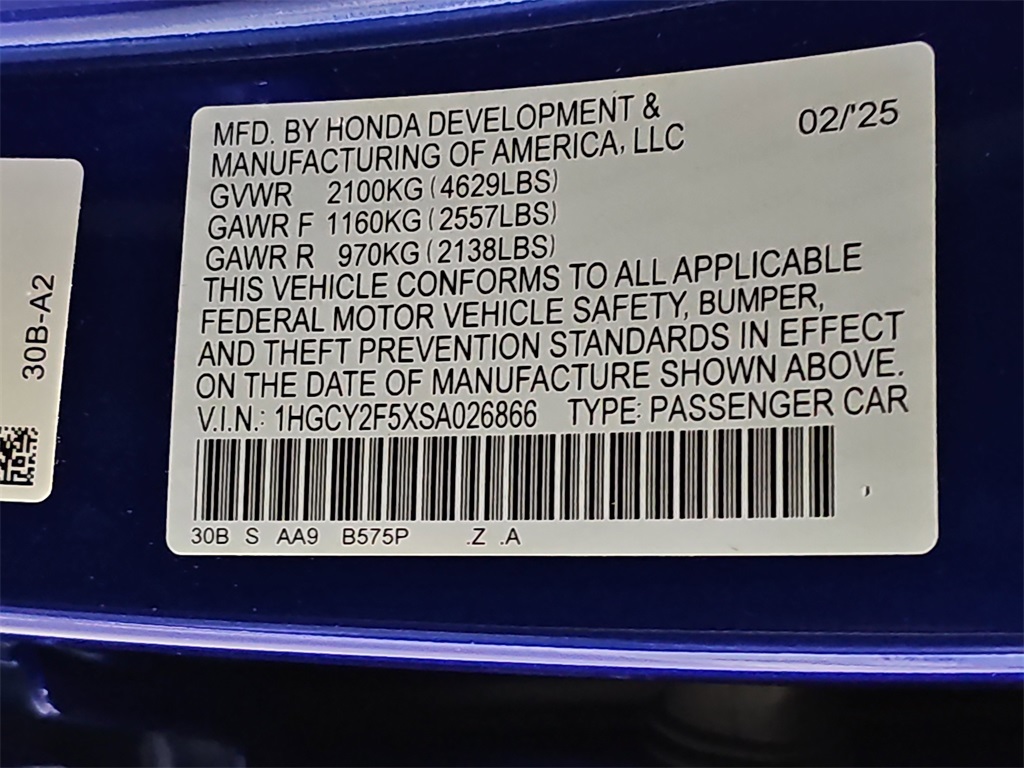 MFD. BY HONDA DEVELOPMENT &
MANUFACTURING OF AMERICA, LLC
02/'25
GVWR 2100KG (4629LBS)
GAWR F 1160KG (2557LBS)
GAWR R 970KG (2138LBS)
THIS VEHICLE CONFORMS TO ALL APPLICABLE
FEDERAL MOTOR VEHICLE SAFETY, BUMPER,
AND THEFT PREVENTION STANDARDS IN EFFECT
ON THE DATE OF MANUFACTURE SHOWN ABOVE.
V.I.N.: 1HGCY2F5XSA026866 TYPE: PASSENGER CAR
30B S AA9 B575P .Z .A
30B-A2